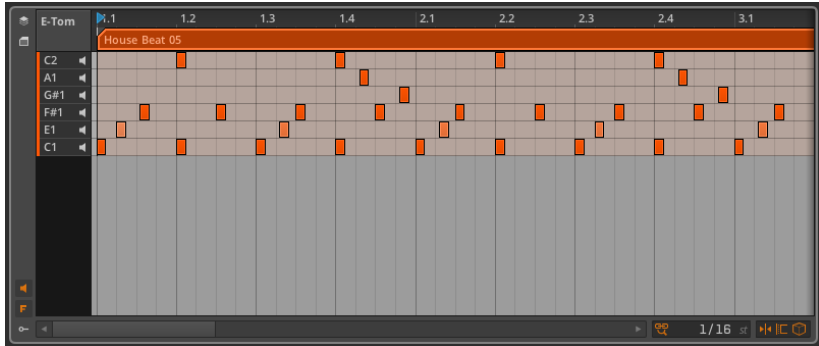 E-Tom 1.1 1.2 1.3 1.4 2.1 2.2 2.3 2.4 3.1
House Beat 05
C2
A1
G#1
F#1
E1
C1
F
1/16 st